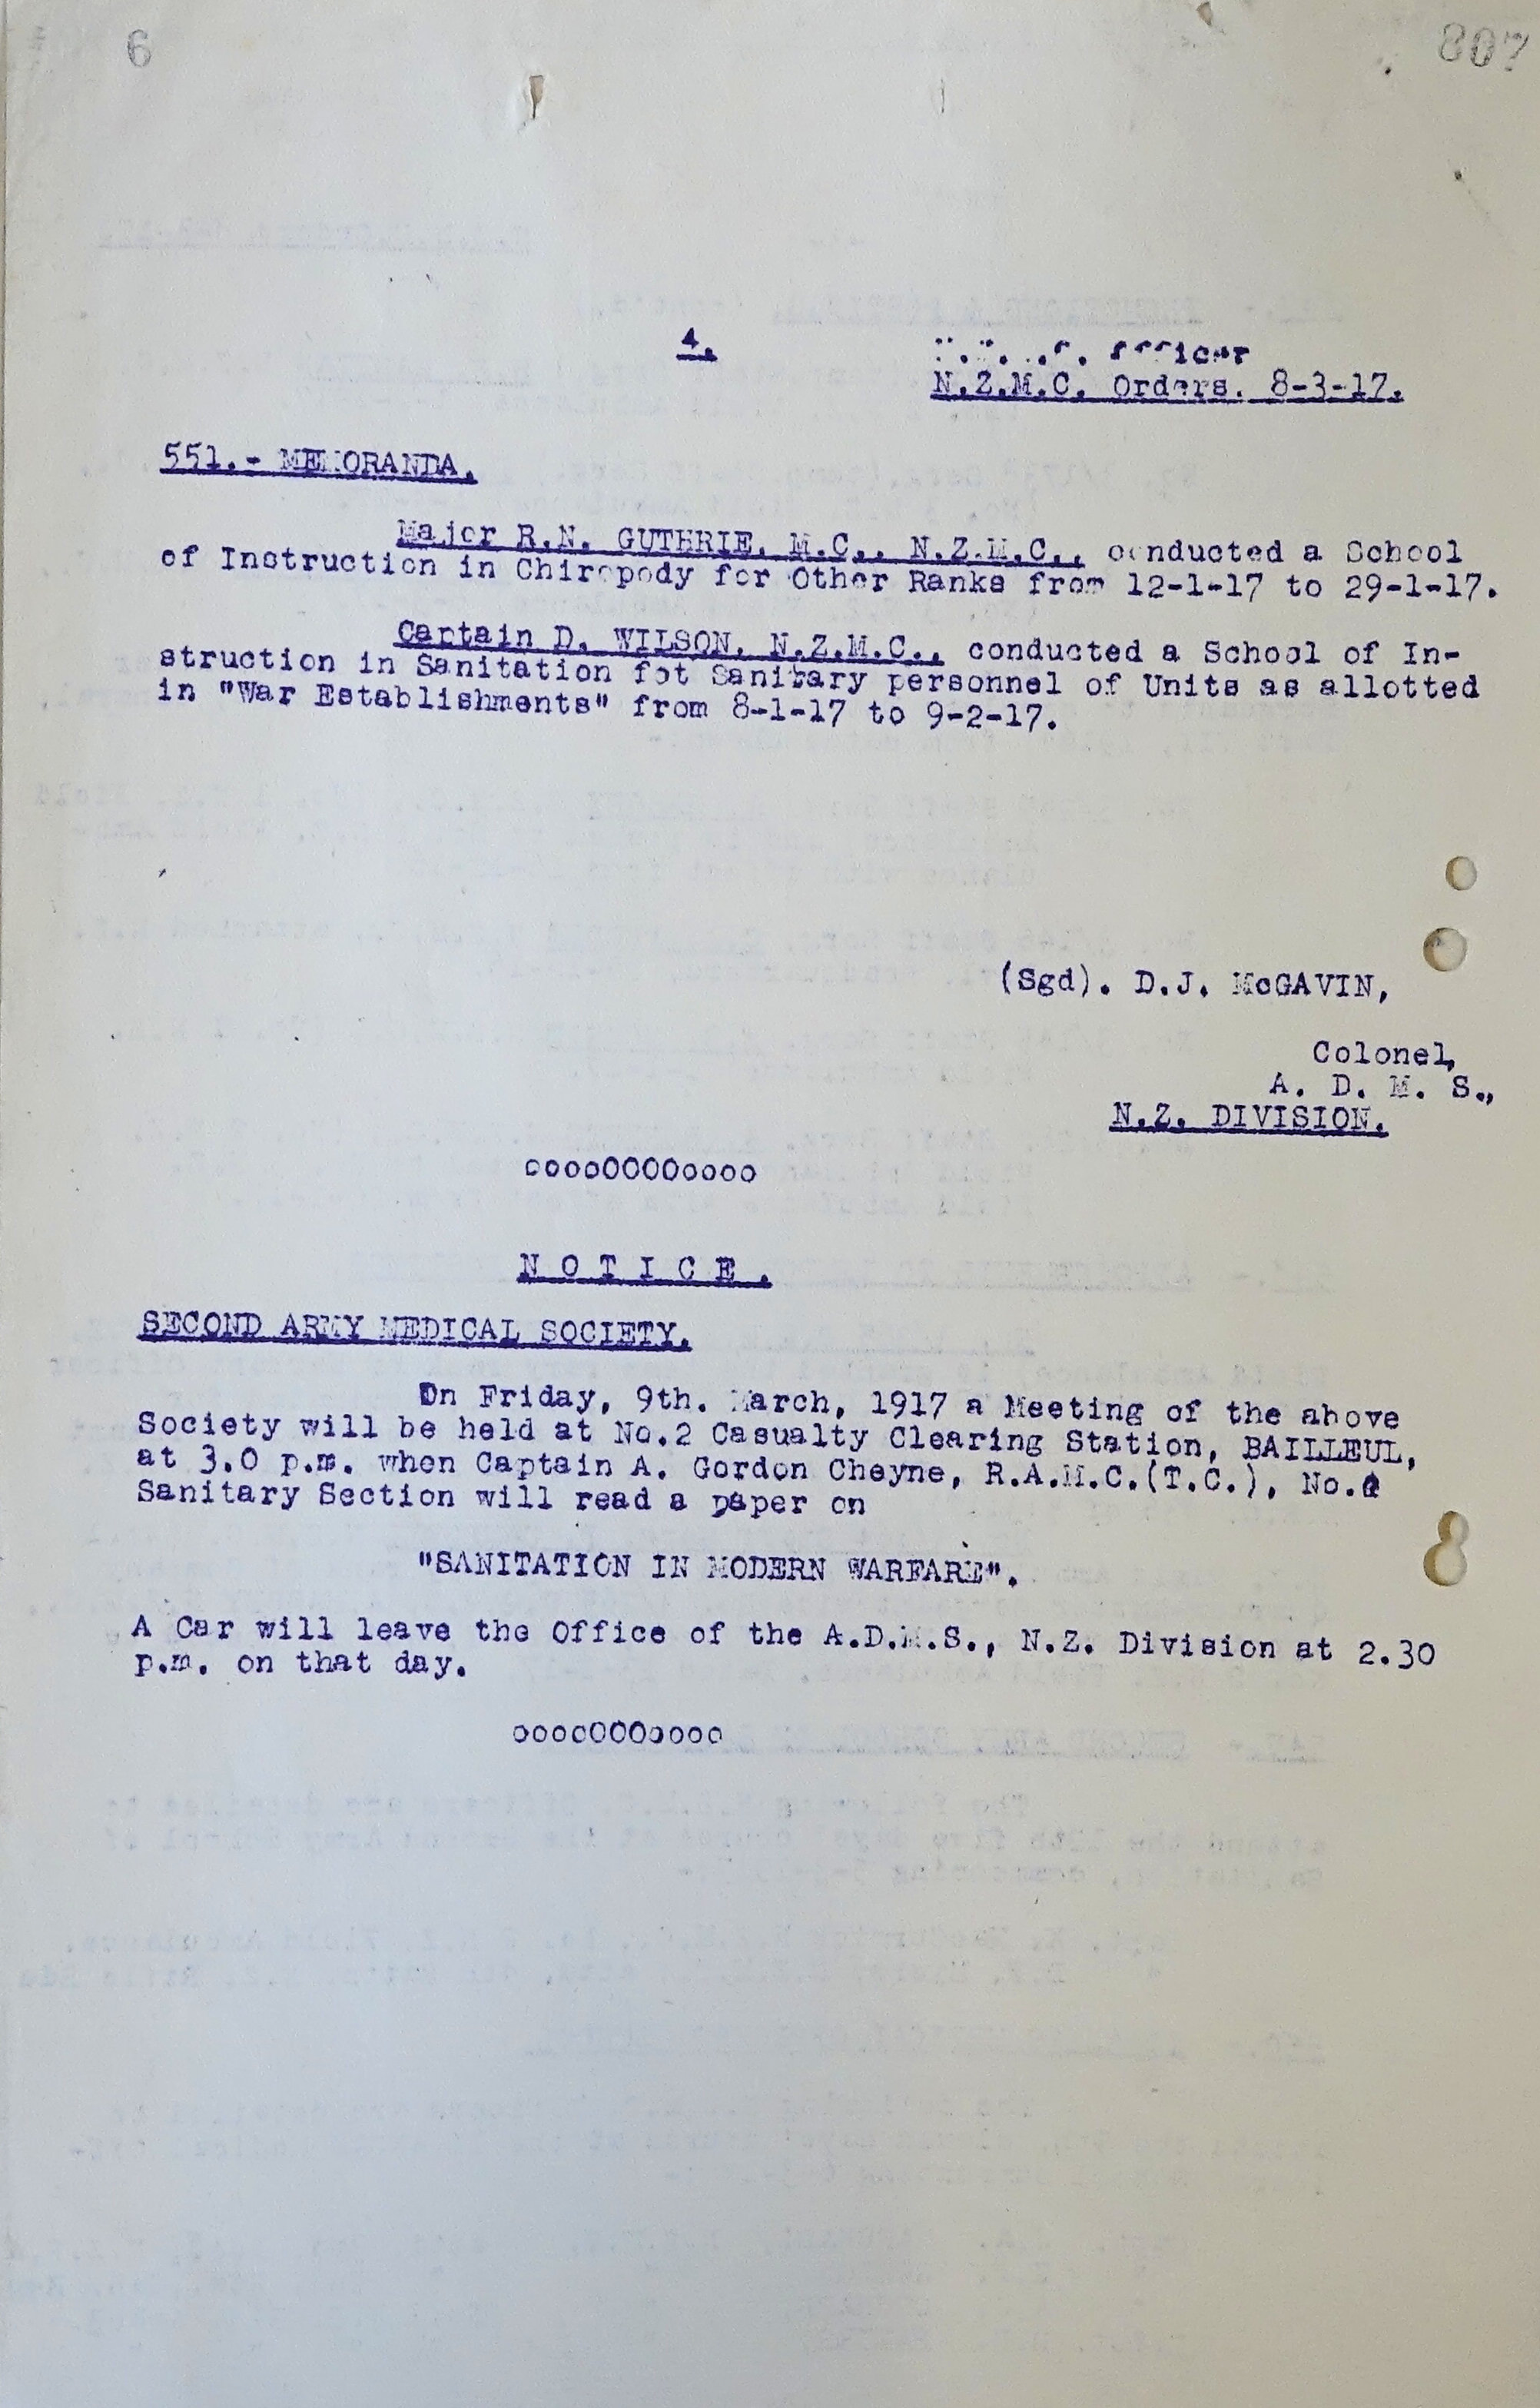 6
807
4.
N.Z.M.C. Orders. 8-3-17.
551.- MEMORANDA.
Major R.N. GUTHRIE, M.C., N.Z.M.C., conducted a School
of Instruction in Chiropody for Other Ranks from 12-1-17 to 29-1-17.
Captain D. WILSON, N.Z.M.C., conducted a School of In-
struction in Sanitation fot Sanitary personnel of Units as allotted
in "War Establishments" from 8-1-17 to 9-2-17.
(Sgd). D.J. McGAVIN,
Colonel,
A. D. M. S.,
N.Z. DIVISION.
oooo0000oooo
N O T I C E.
SECOND ARMY MEDICAL SOCIETY.
On Friday, 9th. March, 1917 a Meeting of the above
Society will be held at No.2 Casualty Clearing Station, BAILLEUL,
at 3.0 p.m. when Captain A. Gordon Cheyne, R.A.M.C.(T.C.), No.
Sanitary Section will read a paper on
"SANITATION IN MODERN WARFARE".
A Car will leave the Office of the A.D.M.S., N.Z. Division at 2.30
p.m. on that day.
oooo000oooo